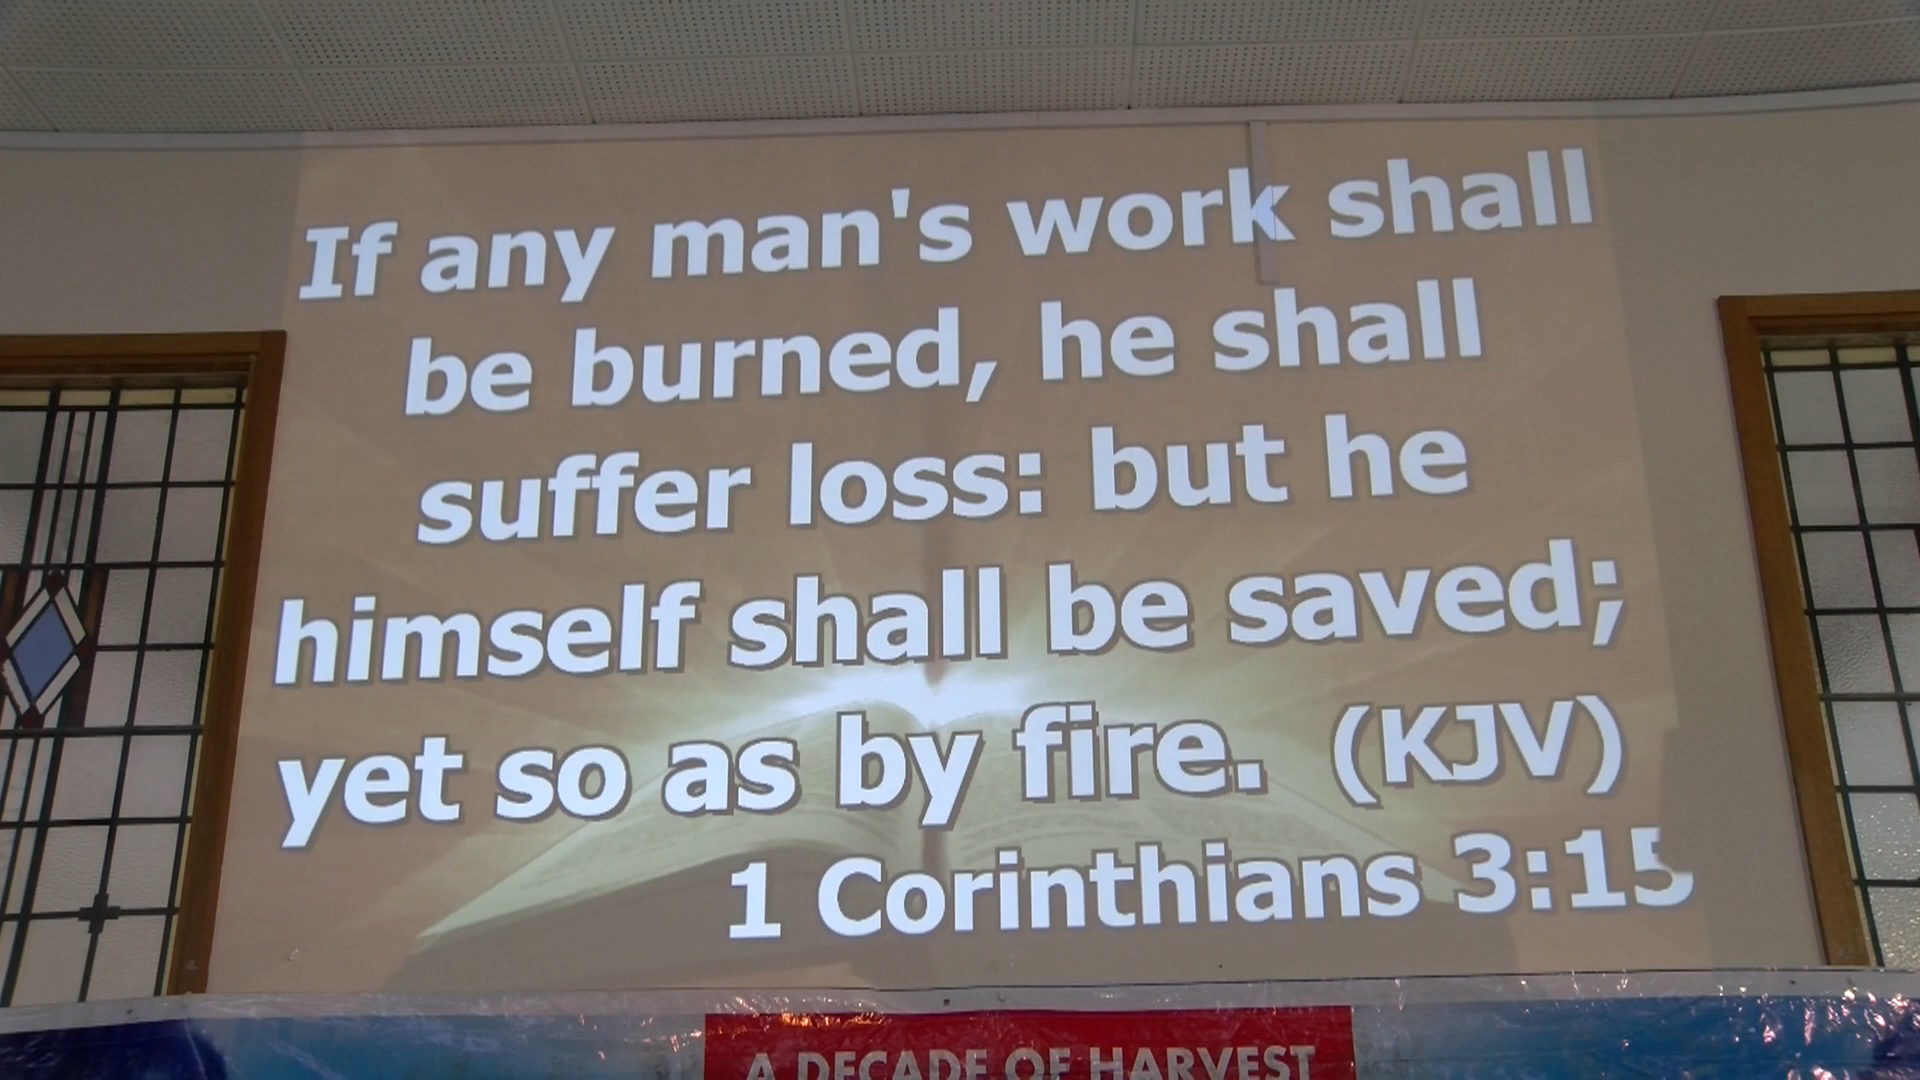 If any man's work shall
be burned, he shall
suffer loss: but he
himself shall be saved;
yet so as by fire. (KJV)
1 Corinthians 3:15
A DECADE OF HARVEST